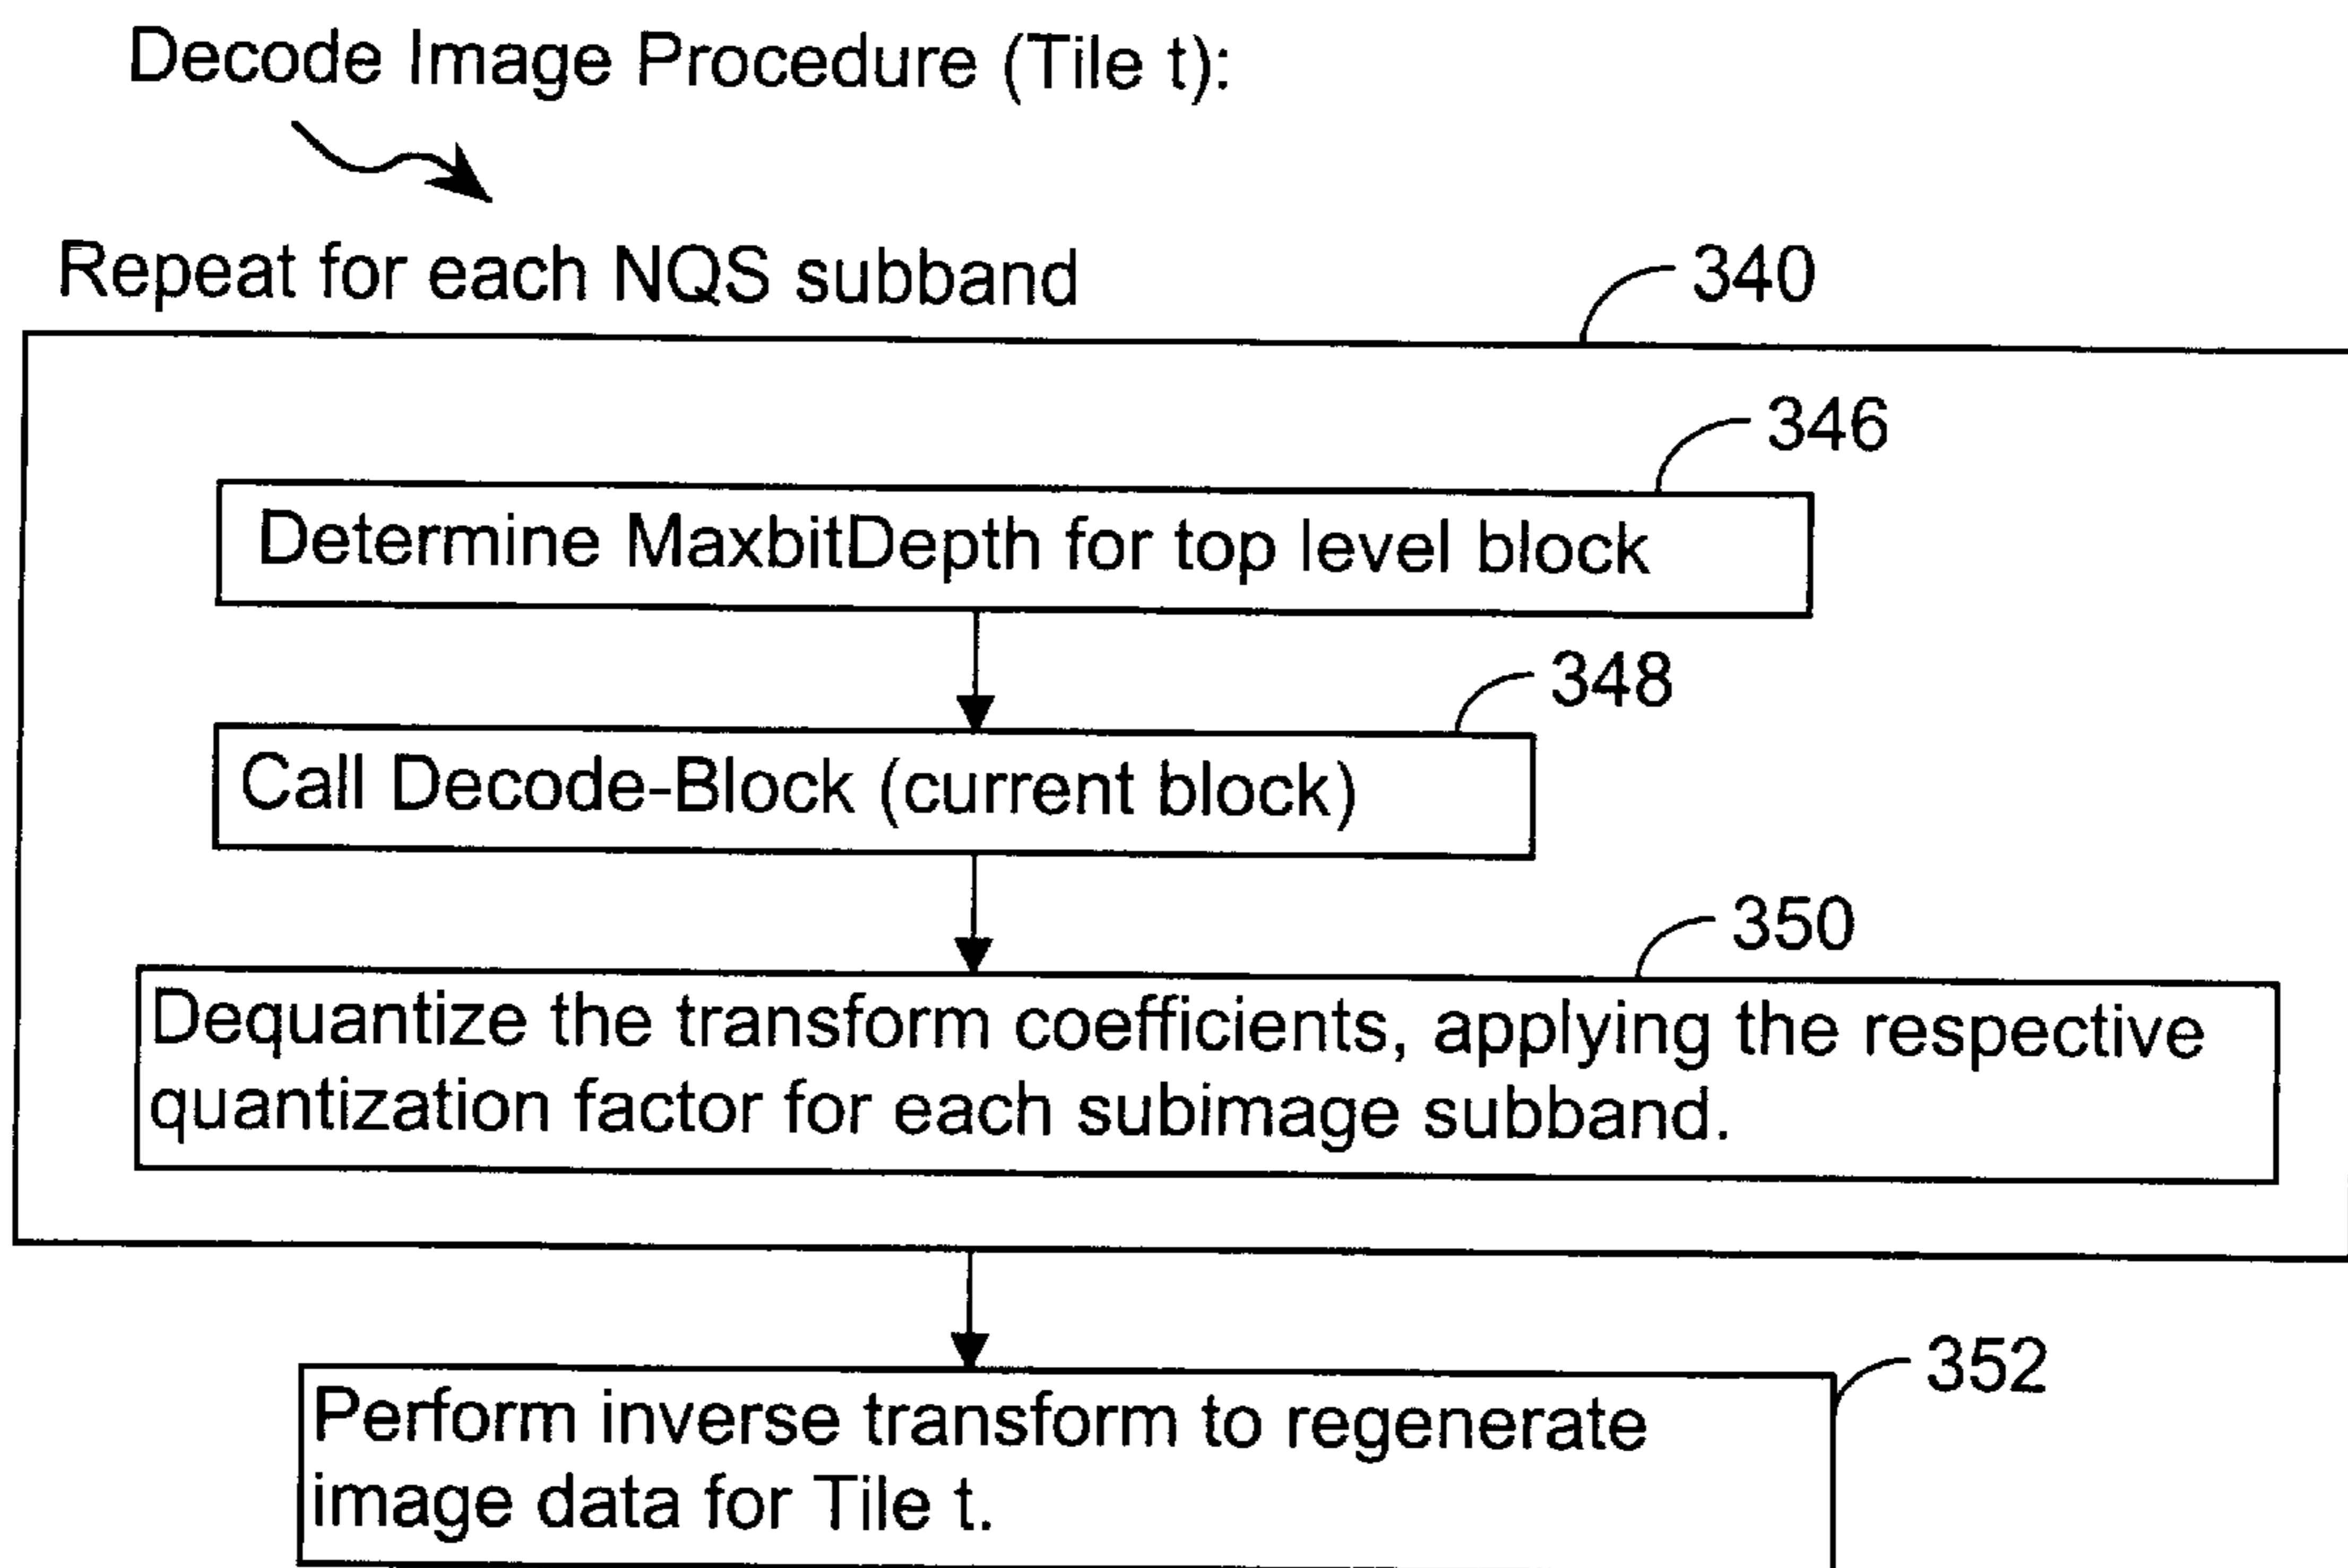 Decode Image Procedure (Tile t):
Repeat for each NQS subband
340
346
Determine MaxbitDepth for top level block
348
Call Decode-Block (current block)
350
Dequantize the transform coefficients, applying the respective
quantization factor for each subimage subband.
352
Perform inverse transform to regenerate
image data for Tile t.